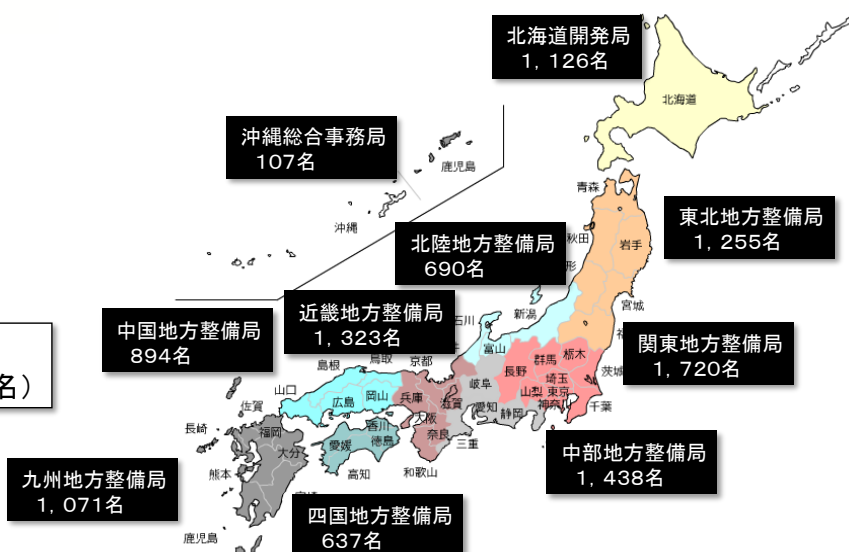 北海道開発局
1，126名
北海道
沖縄総合事務局
107名
鹿児島
沖縄
青森
東北地方整備局
1，255名
秋田
岩手
北陸地方整備局
690名
形
宮城
新潟
近畿地方整備局
1，323名
石川
富山
中国地方整備局
894名
名）
関東地方整備局
1，720名
群馬
栃木
茨城
長野
埼玉
山梨
東京
神奈川
千葉
島根
鳥取
京都
岐阜
山口
広島
岡山
兵庫
滋賀
愛知
静岡
佐賀
大阪
香川
奈良
三重
長崎
福岡
愛媛
徳島
大分
中部地方整備局
1，438名
九州地方整備局
1，071名
熊本
高知
和歌山
四国地方整備局
637名
鹿児島